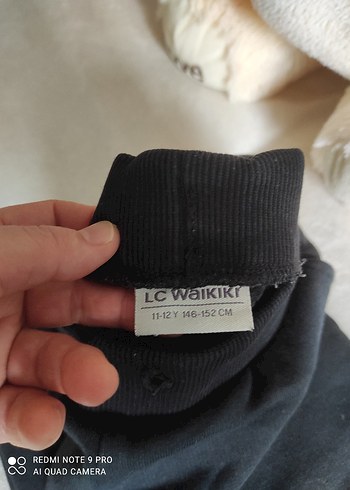 LC Waikiki
11-12 Y 146-152 CM
REDMI NOTE 9 PRO
AI QUAD CAMERA